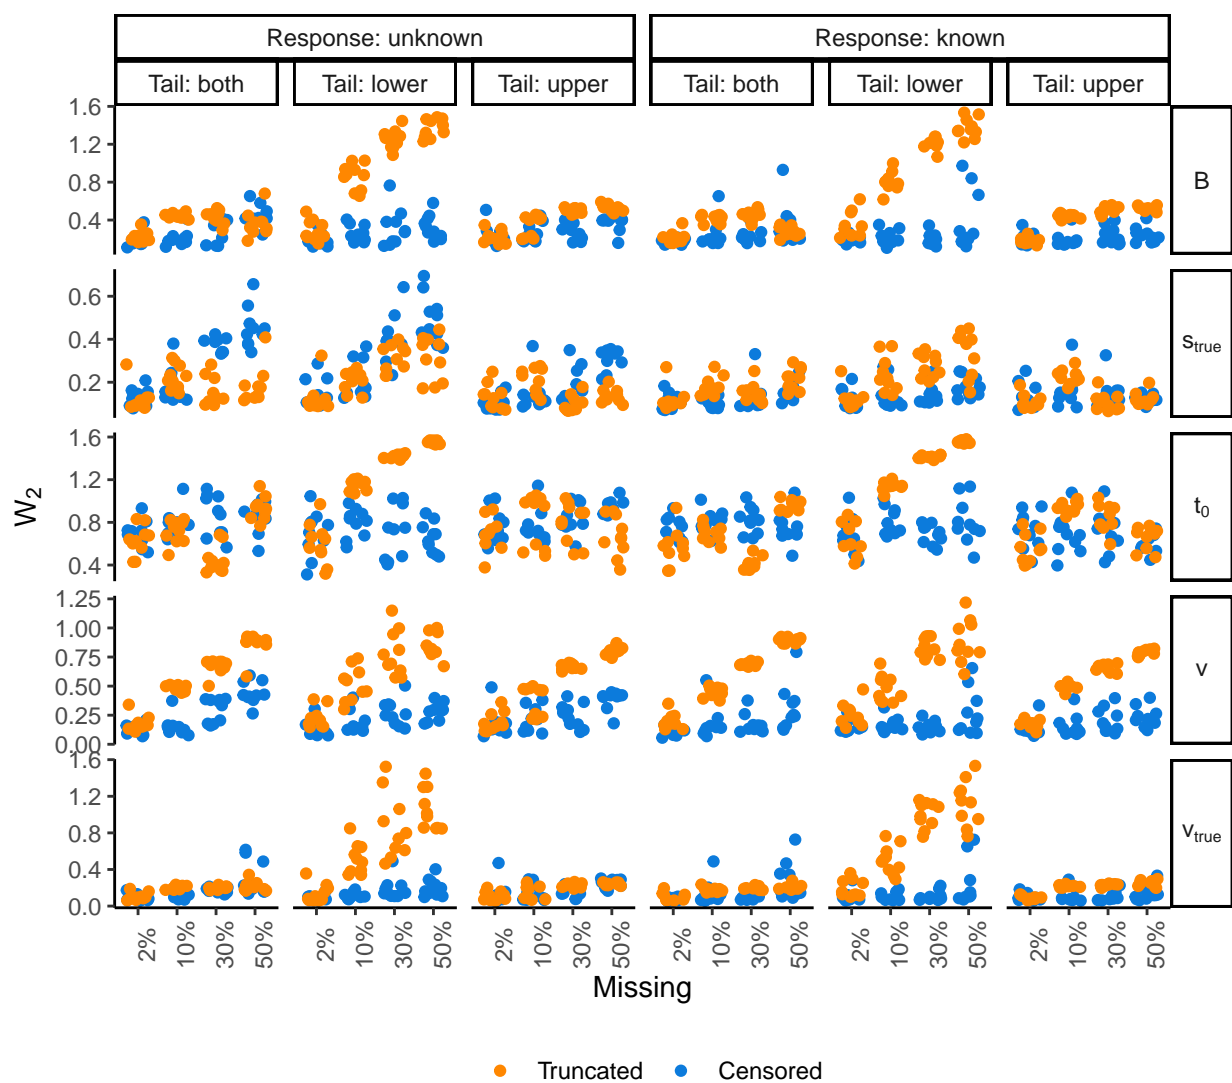 Response: unknown
Response: known
Tail: both
Tail: lower
Tail: upper
Tail: both
Tail: lower
Tail: upper
1.6
1.2
0.8
0.4
B
0.6
0.4
0.2
s_true
1.6
1.2
0.8
0.4
t_0
W_2
1.25
1.00
0.75
0.50
0.25
0.00
v
1.6
1.2
0.8
0.4
0.0
v_true
2% 10% 30% 50% 2% 10% 30% 50% 2% 10% 30% 50% 2% 10% 30% 50% 2% 10% 30% 50% 2% 10% 30% 50%
Missing
Truncated Censored